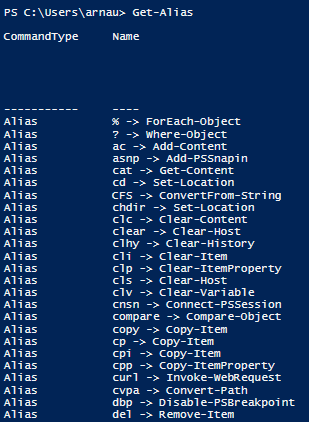 PS C:\Users\arnau> Get-Alias
CommandType     Name
-----------     ----
Alias           % -> ForEach-Object
Alias           ? -> Where-Object
Alias           ac -> Add-Content
Alias           asnp -> Add-PSSnapin
Alias           cat -> Get-Content
Alias           cd -> Set-Location
Alias           CFS -> ConvertFrom-String
Alias           chdir -> Set-Location
Alias           clc -> Clear-Content
Alias           clear -> Clear-Host
Alias           clhy -> Clear-History
Alias           cli -> Clear-Item
Alias           clp -> Clear-ItemProperty
Alias           cls -> Clear-Host
Alias           clv -> Clear-Variable
Alias           cnsn -> Connect-PSSession
Alias           compare -> Compare-Object
Alias           copy -> Copy-Item
Alias           cp -> Copy-Item
Alias           cpi -> Copy-Item
Alias           cpp -> Copy-ItemProperty
Alias           curl -> Invoke-WebRequest
Alias           cvpa -> Convert-Path
Alias           dbp -> Disable-PSBreakpoint
Alias           del -> Remove-Item